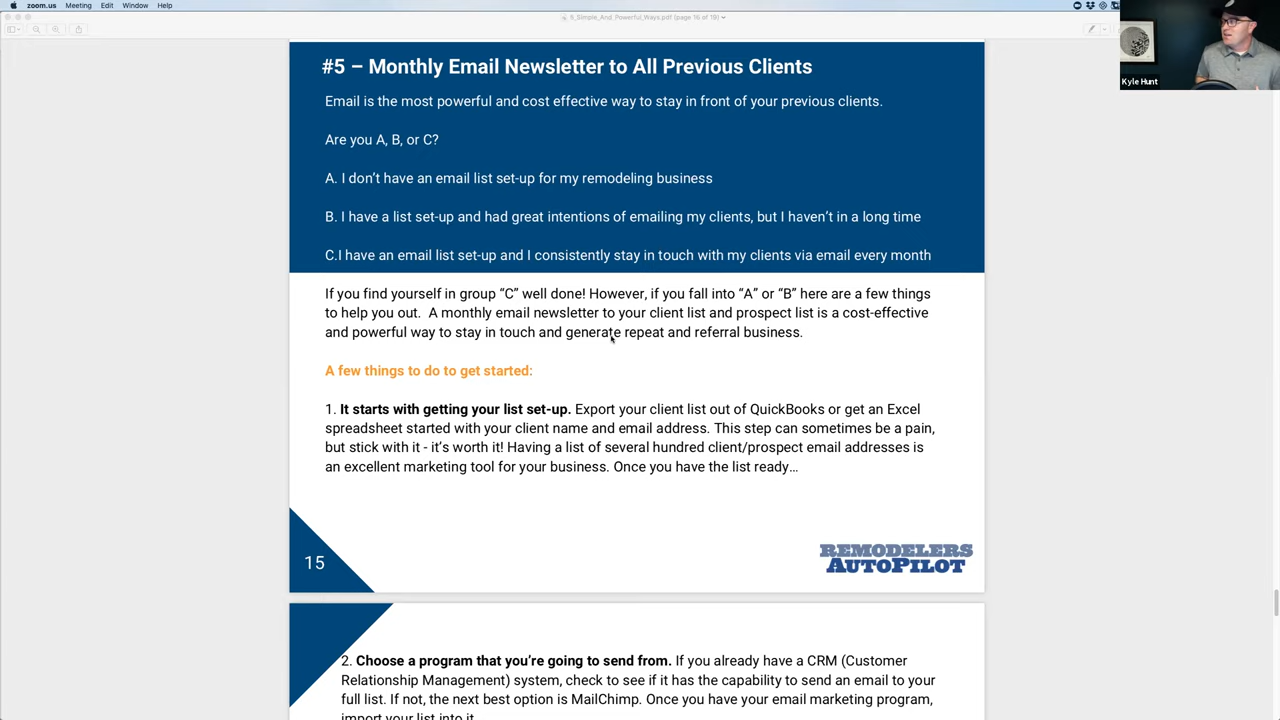 zoom.us Meeting Edit Window Help
9_Simple_And_Powerful_Ways.pdf (page 16 of 19)
Kyle Hunt
#5 – Monthly Email Newsletter to All Previous Clients
Email is the most powerful and cost effective way to stay in front of your previous clients.
Are you A, B, or C?
A. I don’t have an email list set-up for my remodeling business
B. I have a list set-up and had great intentions of emailing my clients, but I haven’t in a long time
C.I have an email list set-up and I consistently stay in touch with my clients via email every month
If you find yourself in group “C” well done! However, if you fall into “A” or “B” here are a few things
to help you out. A monthly email newsletter to your client list and prospect list is a cost-effective
and powerful way to stay in touch and generate repeat and referral business.
A few things to do to get started:
1. It starts with getting your list set-up. Export your client list out of QuickBooks or get an Excel
spreadsheet started with your client name and email address. This step can sometimes be a pain,
but stick with it - it’s worth it! Having a list of several hundred client/prospect email addresses is
an excellent marketing tool for your business. Once you have the list ready…
15
REMODELERS
AUTOPILOT
2. Choose a program that you’re going to send from. If you already have a CRM (Customer
Relationship Management) system, check to see if it has the capability to send an email to your
full list. If not, the next best option is MailChimp. Once you have your email marketing program,
import your list into it